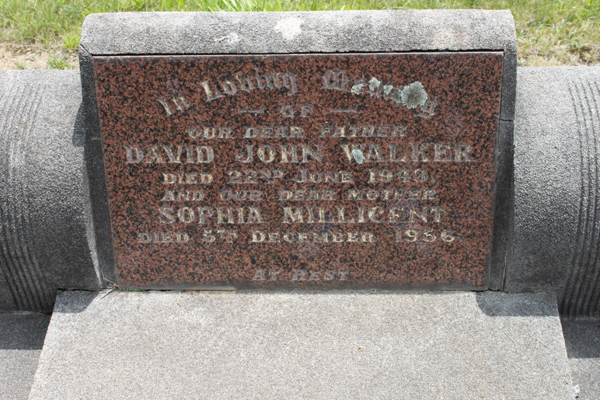 In Loving Memory
OF
OUR DEAR FATHER
DAVID JOHN WALKER
DIED 22ND JUNE
AND OUR DEAR MOTHER
SOPHIA MILLICENT
DIED 5TH DECEMBER 1956
AT REST